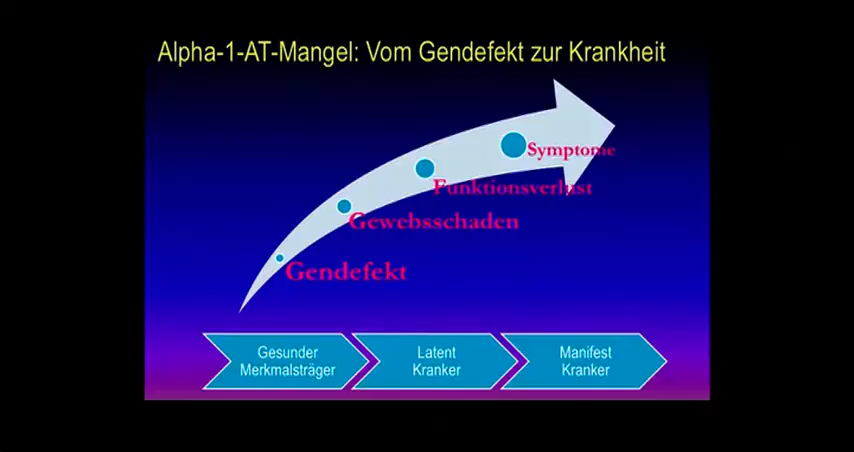 Alpha-1-AT-Mangel: Vom Gendefekt zur Krankheit
Symptome
Funktionsverlust
Gewebsschaden
Gendefekt
Gesunder
Merkmalsträger
Latent
Kranker
Manifest
Kranker